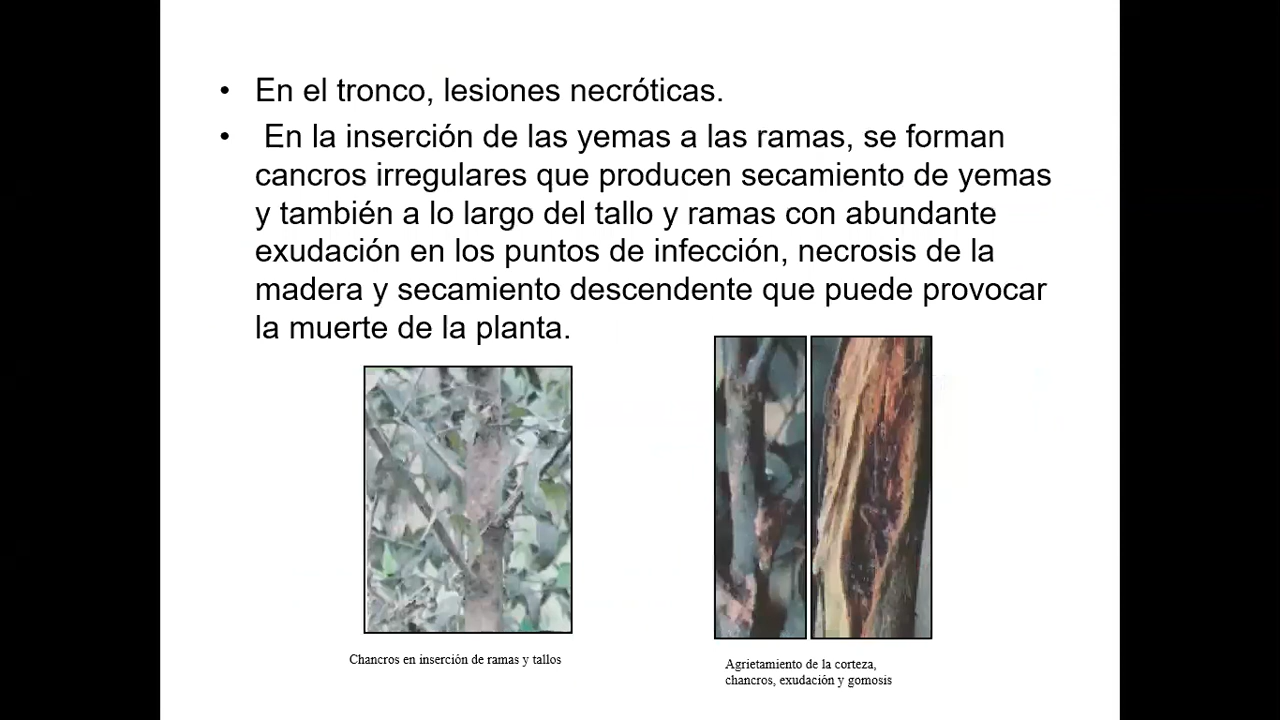 • En el tronco, lesiones necróticas.
• En la inserción de las yemas a las ramas, se forman
cancros irregulares que producen secamiento de yemas
y también a lo largo del tallo y ramas con abundante
exudación en los puntos de infección, necrosis de la
madera y secamiento descendente que puede provocar
la muerte de la planta.
Chancros en inserción de ramas y tallos
Agrietamiento de la corteza,
chancros, exudación y gomosis